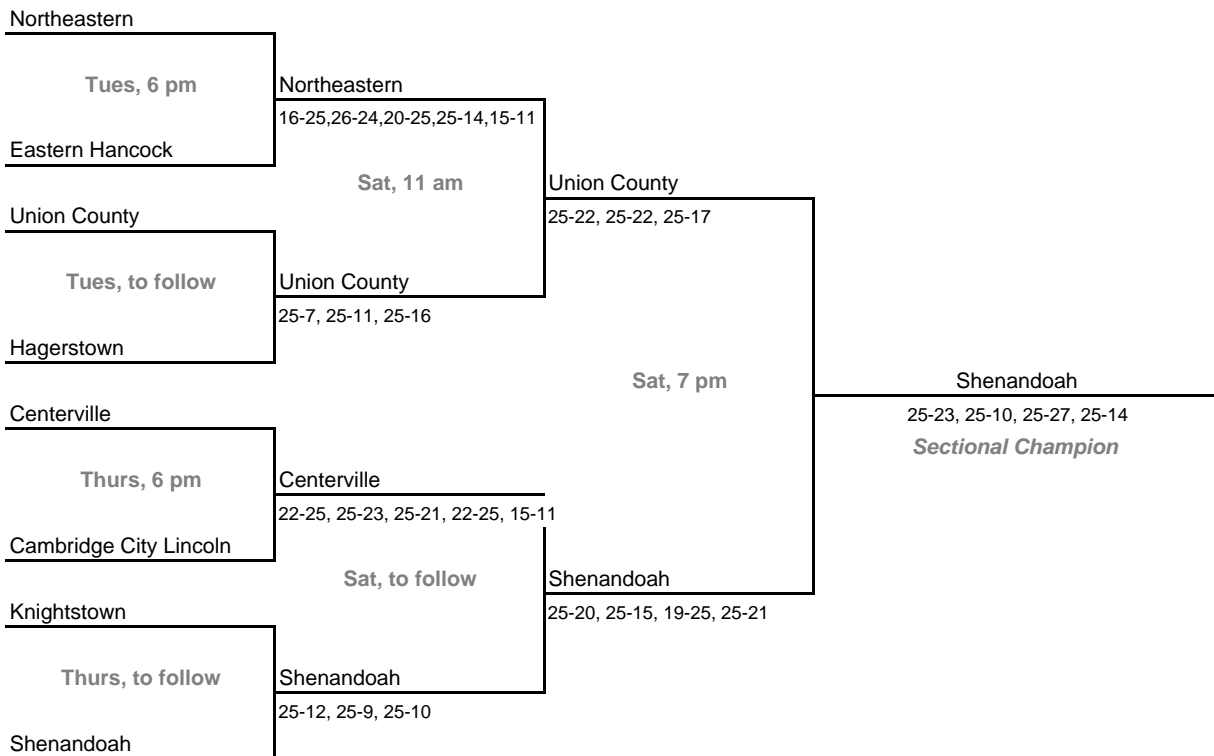 Northeastern
Tues, 6 pm
Northeastern
16-25,26-24,20-25,25-14,15-11
Eastern Hancock
Sat, 11 am
Union County
Union County
25-22, 25-22, 25-17
Tues, to follow
Union County
25-7, 25-11, 25-16
Hagerstown
Sat, 7 pm
Shenandoah
Centerville
25-23, 25-10, 25-27, 25-14
Sectional Champion
Thurs, 6 pm
Centerville
22-25, 25-23, 25-21, 22-25, 15-11
Cambridge City Lincoln
Sat, to follow
Shenandoah
Knightstown
25-20, 25-15, 19-25, 25-21
Thurs, to follow
Shenandoah
25-12, 25-9, 25-10
Shenandoah